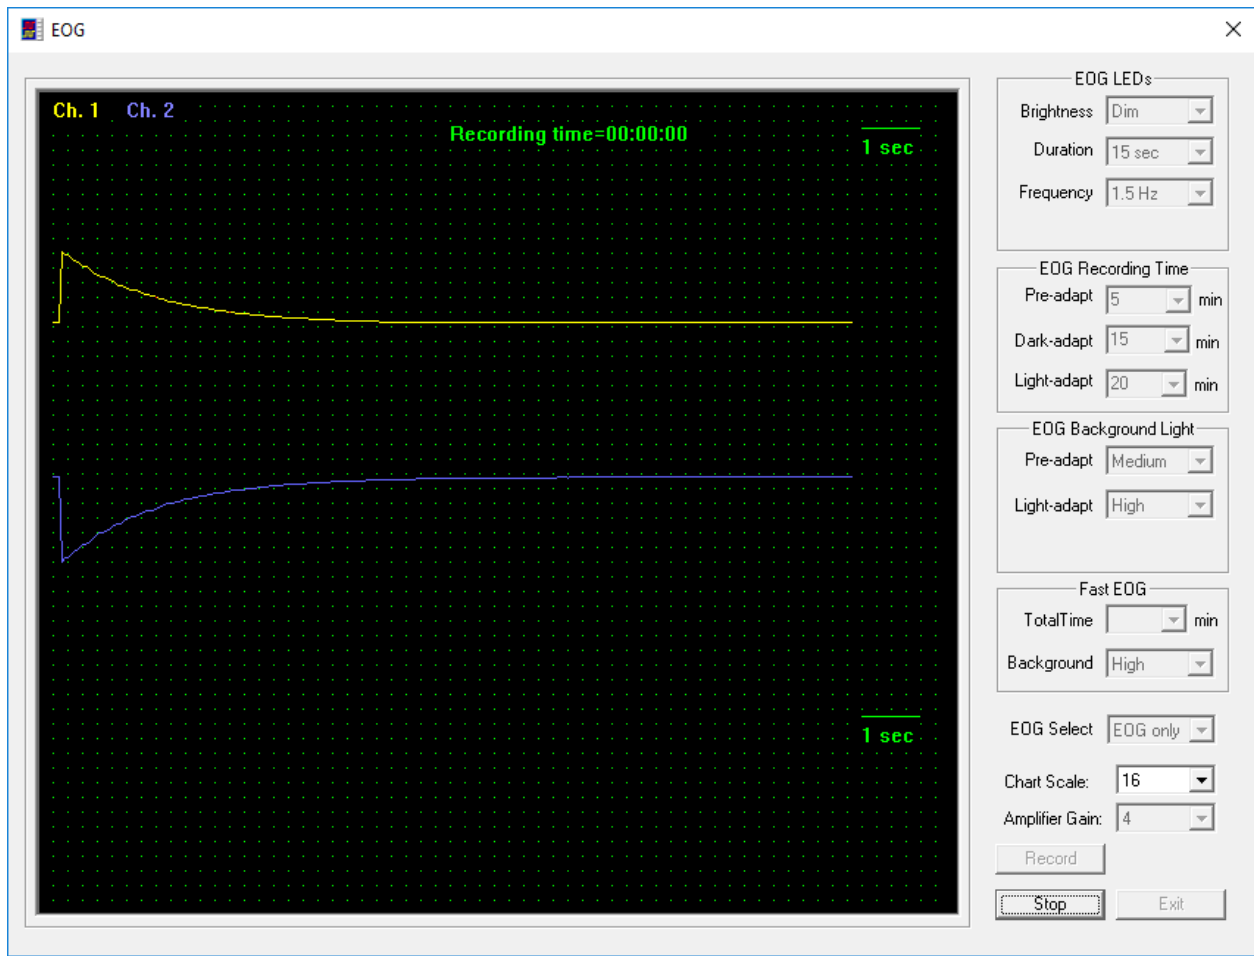 EOG
Ch. 1 Ch. 2
Recording time=00:00:00
1 sec
1 sec
EOG LEDs
Brightness Dim
Duration 15 sec
Frequency 1.5 Hz
EOG Recording Time
Pre-adapt 5 min
Dark-adapt 15 min
Light-adapt 20 min
EOG Background Light
Pre-adapt Medium
Light-adapt High
Fast EOG
TotalTime min
Background High
EOG Select EOG only
Chart Scale: 16
Amplifier Gain: 4
Record
Stop Exit